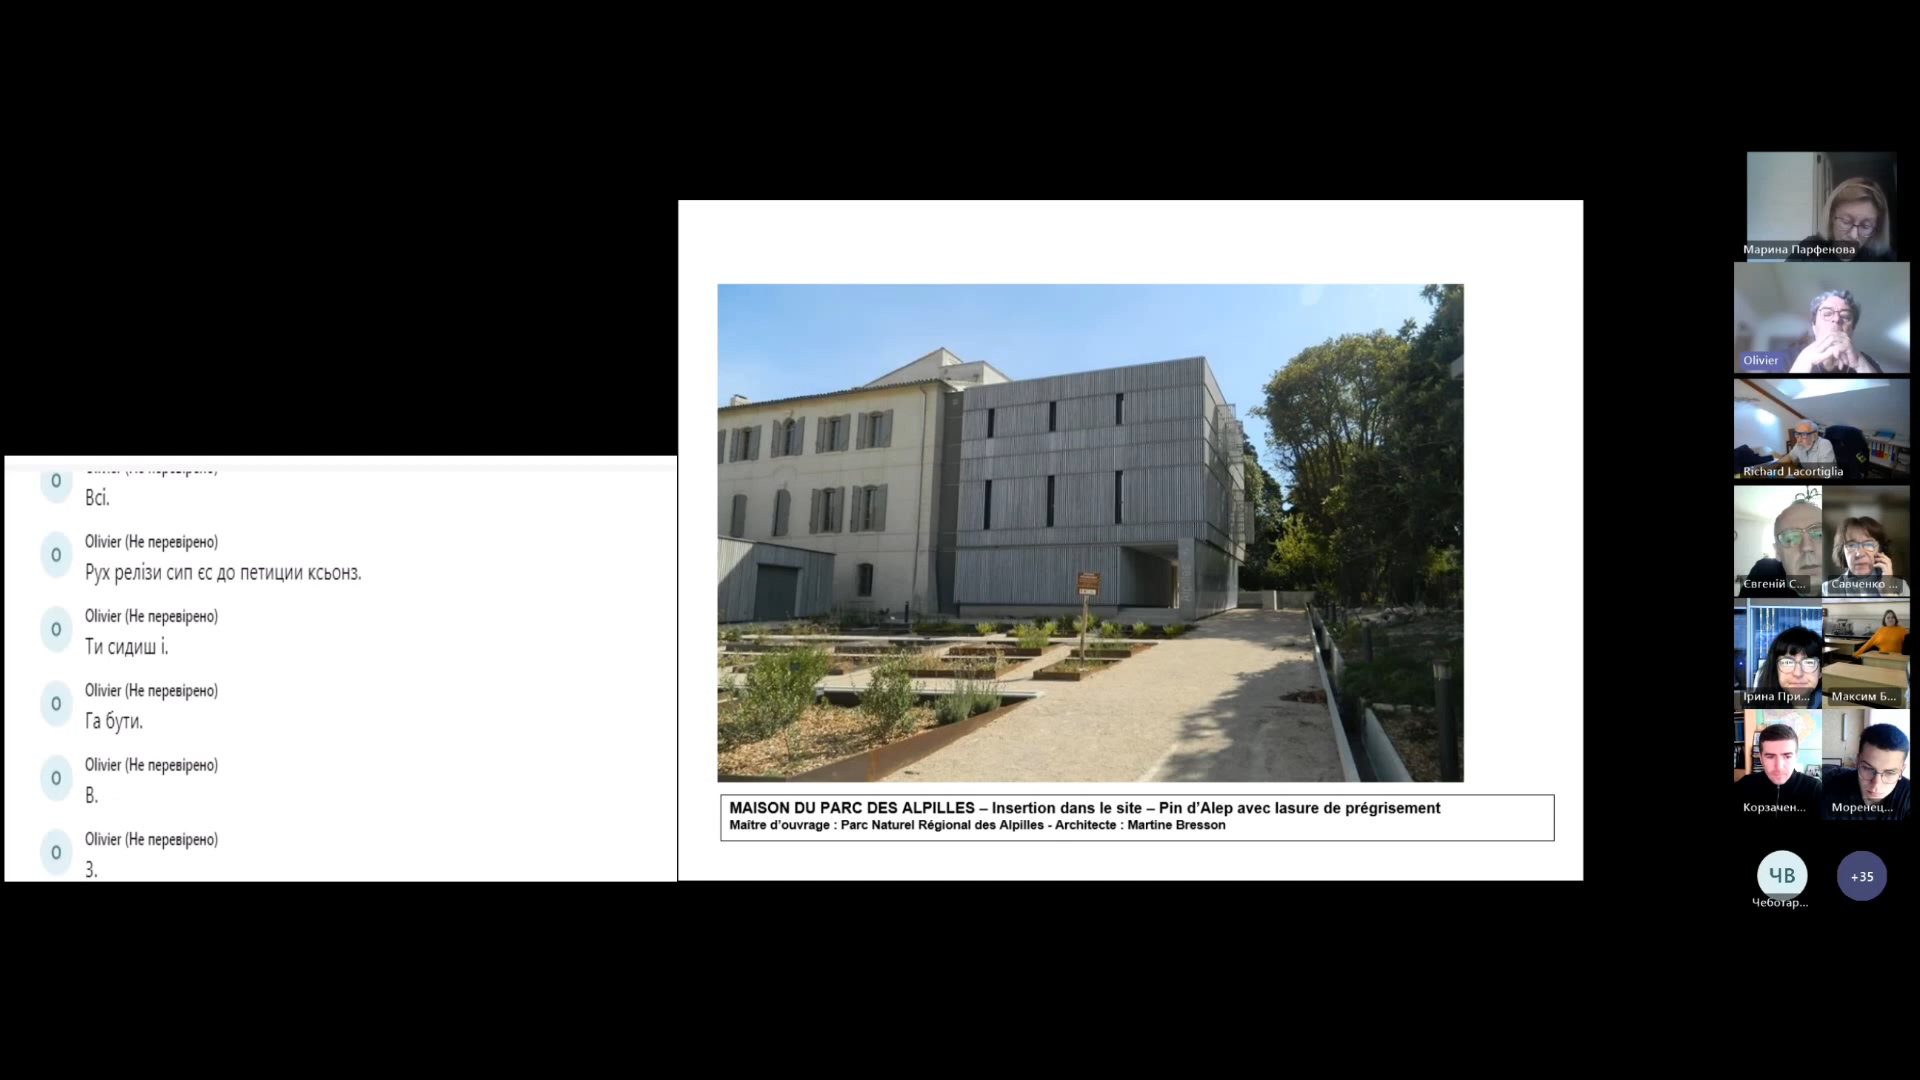 Всі.
Olivier (Не перевірено)
Рух релізи сип єс до петиции ксьонз.
Olivier (Не перевірено)
Ти сидиш і.
Olivier (Не перевірено)
Га бути.
Olivier (Не перевірено)
В.
Olivier (Не перевірено)
З.
MAISON DU PARC DES ALPILLES – Insertion dans le site – Pin d'Alep avec lasure de prégrisement
Maître d'ouvrage : Parc Naturel Régional des Alpilles - Architecte : Martine Bresson
Марина Парфенова
Olivier
Richard Lacortiglia
Євгеній С...
Савченко ...
Ірина При...
Максим Б...
Корзачен...
Моренец...
ЧВ
Чеботар...
+35